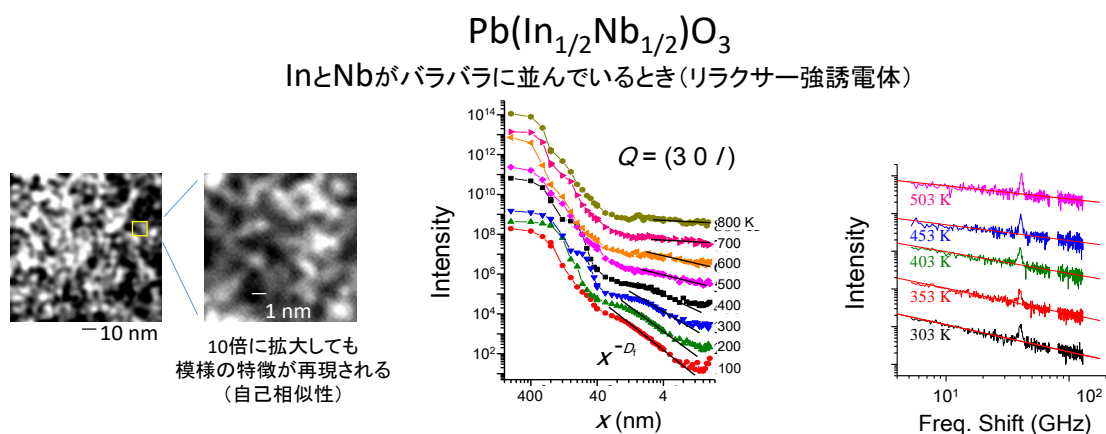 Pb(In1/2Nb1/2)O3
InとNbがバラバラに並んでいるとき（リラクサー強誘電体）
10 nm
1 nm
10倍に拡大しても
模様の特徴が再現される
（自己相似性）
Intensity
10^14
10^12
10^10
10^8
10^6
10^4
10^2
Q = (3 0 l)
800 K
700
600
500
400
300
200
100
x^-Df
400
40
4
x (nm)
Intensity
503 K
453 K
403 K
353 K
303 K
10^1
10^2
Freq. Shift (GHz)